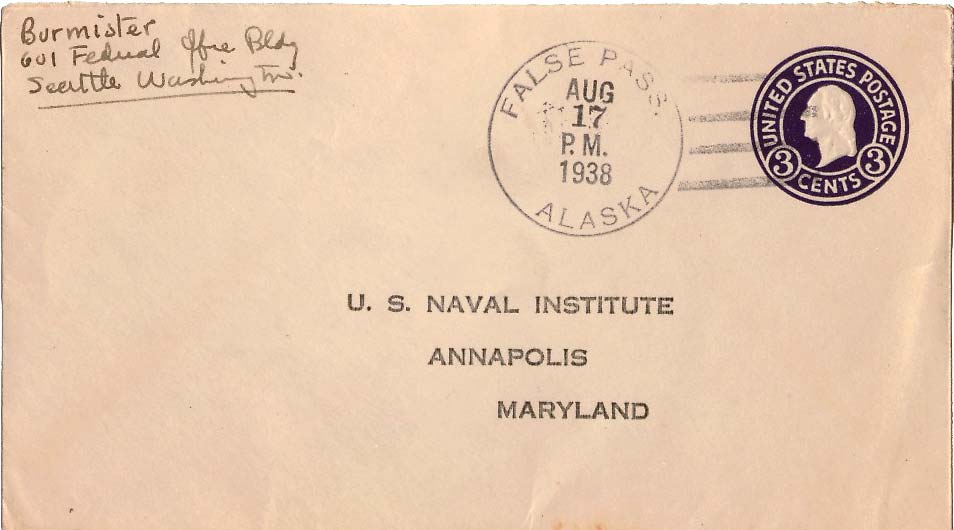 Burmister
601 Federal Offie Bldg
Seattle Washington.
FALSE PASS.
AUG
17
P.M.
1938
ALASKA
UNITED STATES POSTAGE
3 CENTS 3
U. S. NAVAL INSTITUTE
ANNAPOLIS
MARYLAND